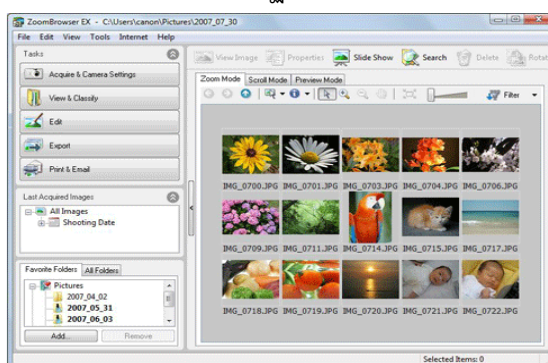 ZoomBrowser EX - C:\Users\canon\Pictures\2007_07_30
File Edit View Tools Internet Help
Tasks
Acquire & Camera Settings
View & Classify
Edit
Export
Print & Email
Last Acquired Images
All Images
Shooting Date
Favorite Folders All Folders
Pictures
2007_04_02
2007_05_31
2007_06_03
Add... Remove
View Image Properties Slide Show Search Delete Rotat
Zoom Mode Scroll Mode Preview Mode
Filter
IMG_0700.JPG IMG_0701.JPG IMG_0703.JPG IMG_0704.JPG IMG_0706.JPG
IMG_0709.JPG IMG_0711.JPG IMG_0714.JPG IMG_0715.JPG IMG_0717.JPG
IMG_0718.JPG IMG_0719.JPG IMG_0720.JPG IMG_0721.JPG IMG_0722.JPG
Selected Items: 0